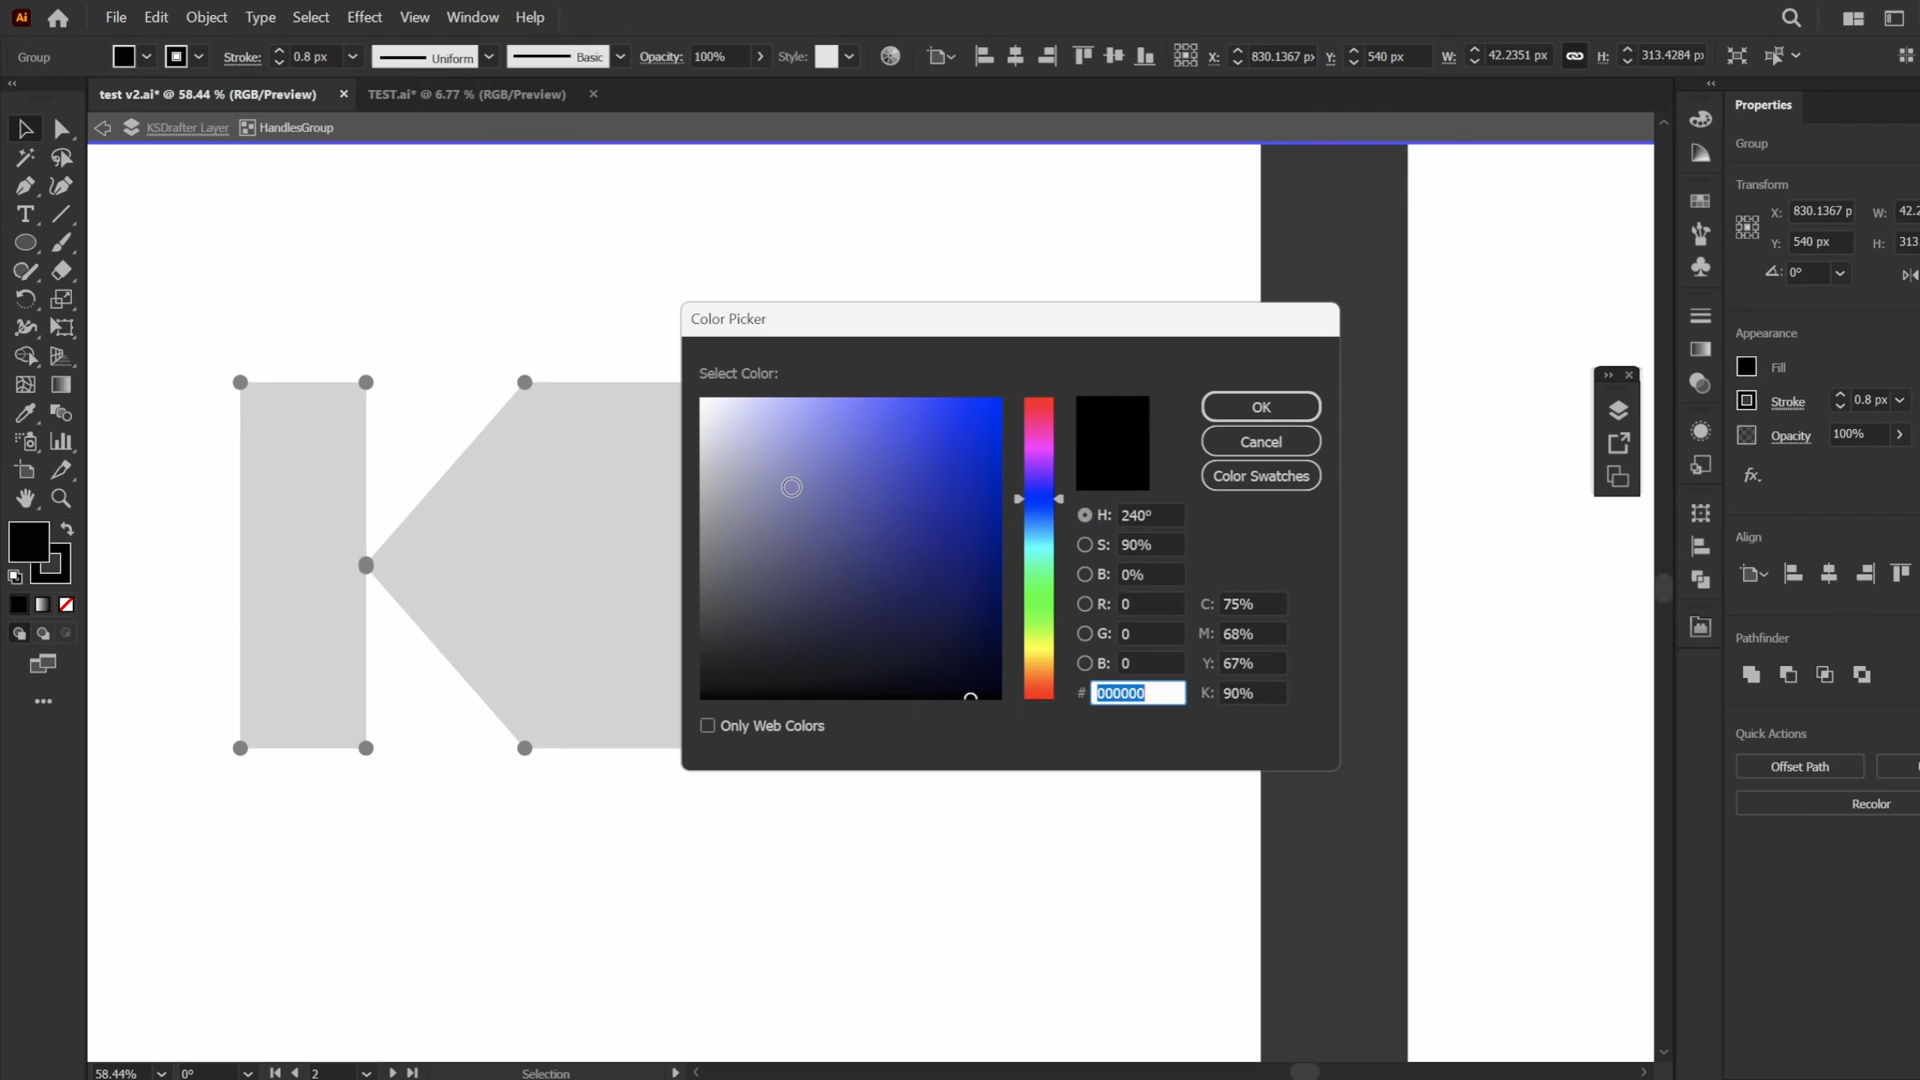 Ai File Edit Object Type Select Effect View Window Help
Group Stroke: 0.8 px Uniform Basic Opacity: 100% Style: X: 830.1367 px Y: 540 px W: 42.2351 px H: 313.4284 px
test v2.ai* @ 58.44 % (RGB/Preview) TEST.ai* @ 6.77 % (RGB/Preview)
KSDrafter Layer HandlesGroup
Properties
Group
Transform
X: 830.1367 p W: 42.2
Y: 540 px H: 313.
0°
Appearance
Fill
Stroke 0.8 px
Opacity 100%
fx.
Align
Pathfinder
Quick Actions
Offset Path
Recolor
Color Picker
Select Color:
OK
Cancel
Color Swatches
H: 240°
S: 90%
B: 0%
R: 0 C: 75%
G: 0 M: 68%
B: 0 Y: 67%
# 000000 K: 90%
Only Web Colors
58.44% 0° 2 Selection